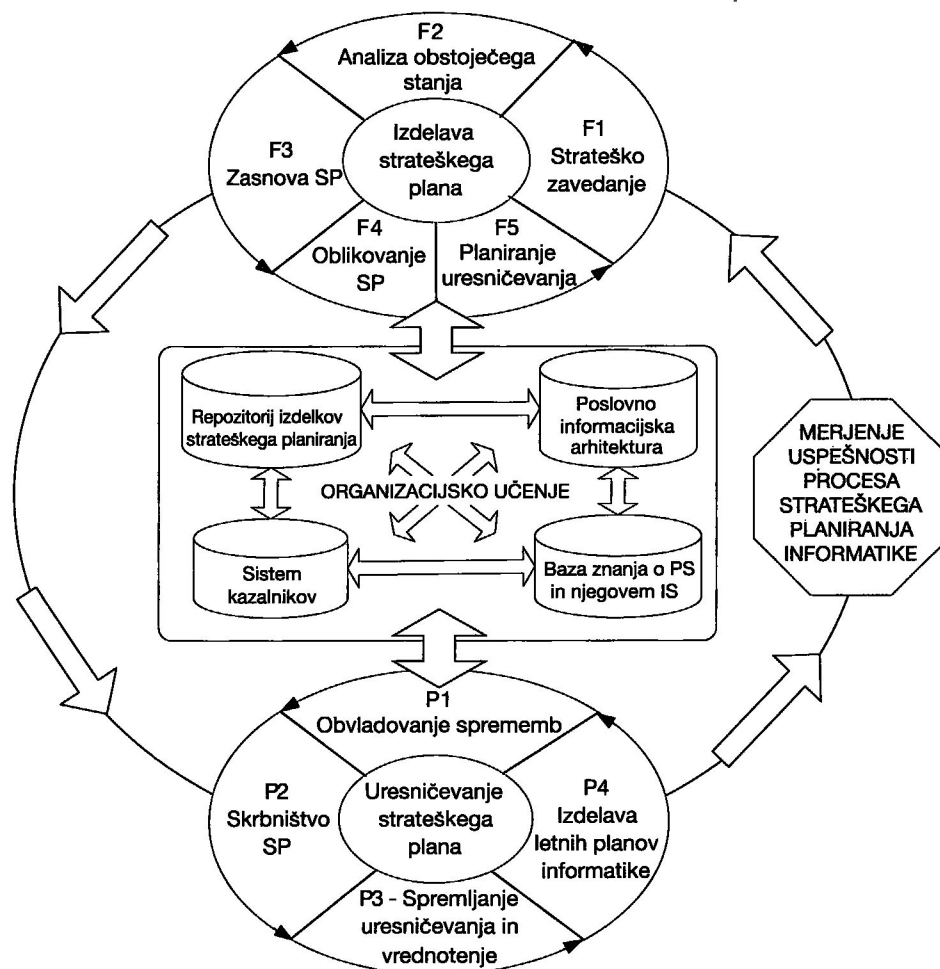 F2
Analiza obstoječega
stanja
F1
Strateško
zavedanje
Izdelava
strateškega
plana
F3
Zasnova SP
F4
Oblikovanje
SP
F5
Planiranje
uresničevanja
Repozitorij izdelkov
strateškega planiranja
Poslovno
informacijska
arhitektura
ORGANIZACIJSKO UČENJE
Sistem
kazalnikov
Baza znanja o PS
in njegovem IS
MERJENJE
USPEŠNOSTI
PROCESA
STRATEŠKEGA
PLANIRANJA
INFORMATIKE
P1
Obvladovanje sprememb
P2
Skrbništvo
SP
Uresničevanje
strateškega
plana
P4
Izdelava
letnih planov
informatike
P3 - Spremljanje
uresničevanja in
vrednotenje